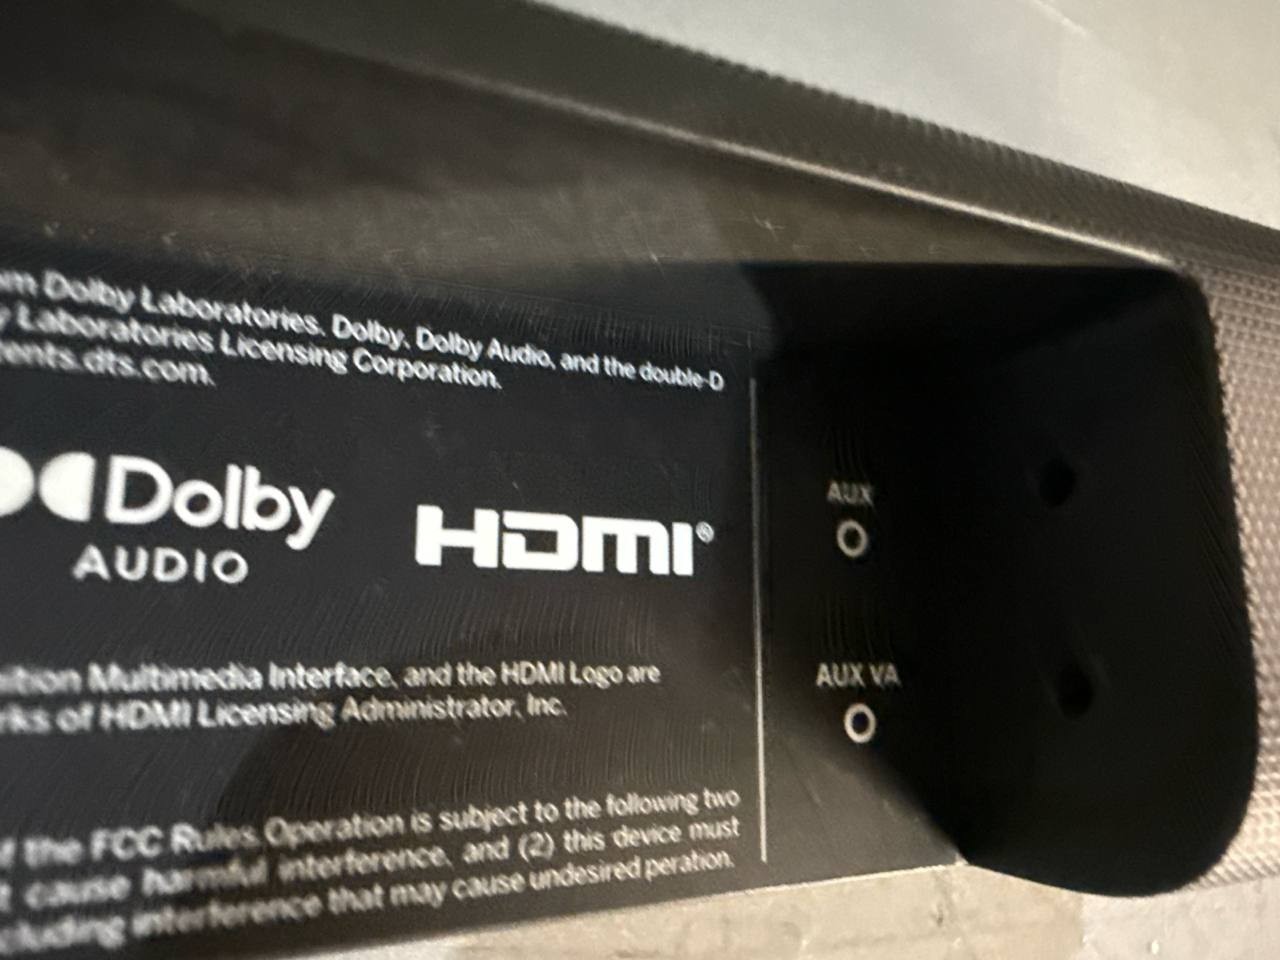 m Dolby Laboratories. Dolby, Dolby Audio, and the double-D
y Laboratories Licensing Corporation.
ents.dts.com.
Dolby
AUDIO
HDMI®
AUX
AUX VA
ition Multimedia Interface, and the HDMI Logo are
rks of HDMI Licensing Administrator, Inc.
f the FCC Rules. Operation is subject to the following two
t cause harmful interference, and (2) this device must
cluding interference that may cause undesired peration.